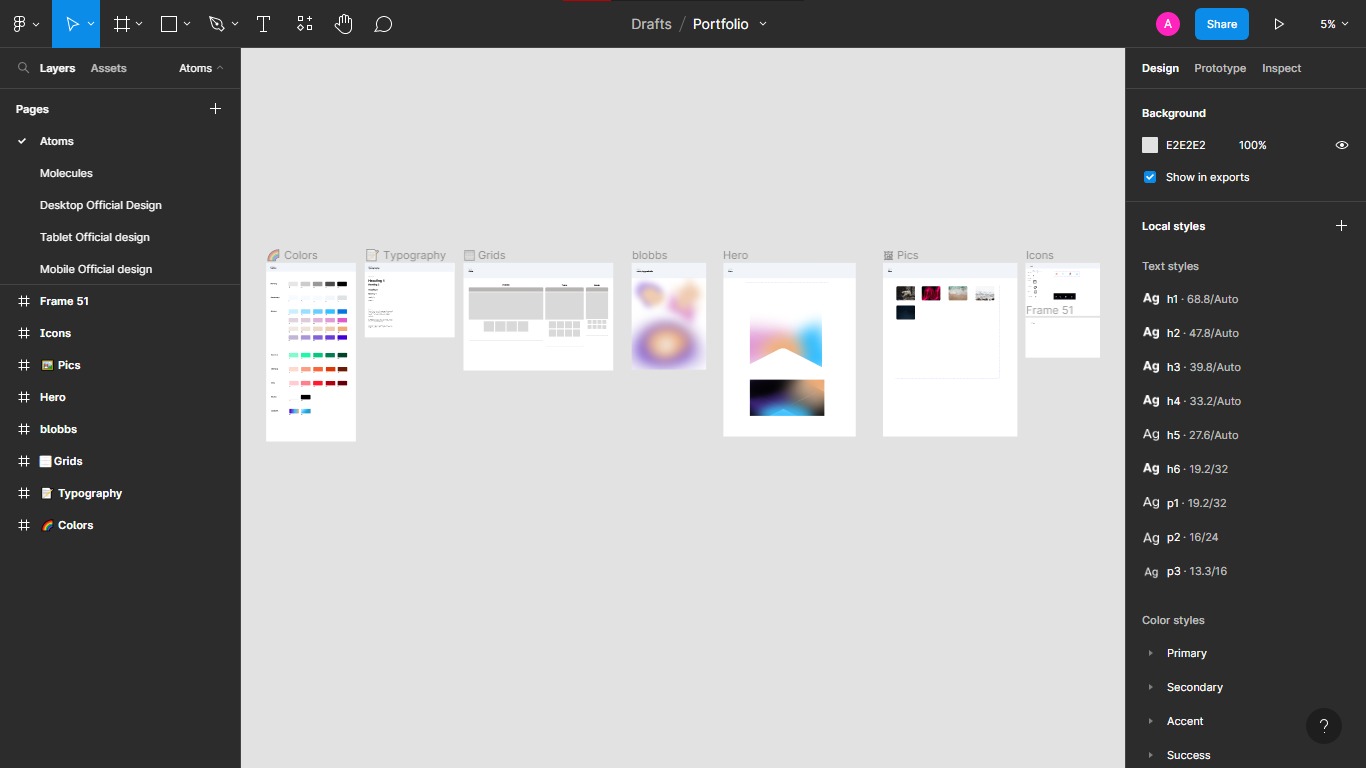 Drafts / Portfolio
A
Share
5%
Layers
Assets
Atoms
Pages
Atoms
Molecules
Desktop Official Design
Tablet Official design
Mobile Official design
Frame 51
Icons
Pics
Hero
blobbs
Grids
Typography
Colors
Colors
Typography
Grids
blobbs
Hero
Pics
Icons
Heading 1
Frame 51
Design
Prototype
Inspect
Background
E2E2E2
100%
Show in exports
Local styles
Text styles
Ag h1 · 68.8/Auto
Ag h2 · 47.8/Auto
Ag h3 · 39.8/Auto
Ag h4 · 33.2/Auto
Ag h5 · 27.6/Auto
Ag h6 · 19.2/32
Ag p1 · 19.2/32
Ag p2 · 16/24
Ag p3 · 13.3/16
Color styles
Primary
Secondary
Accent
Success
?